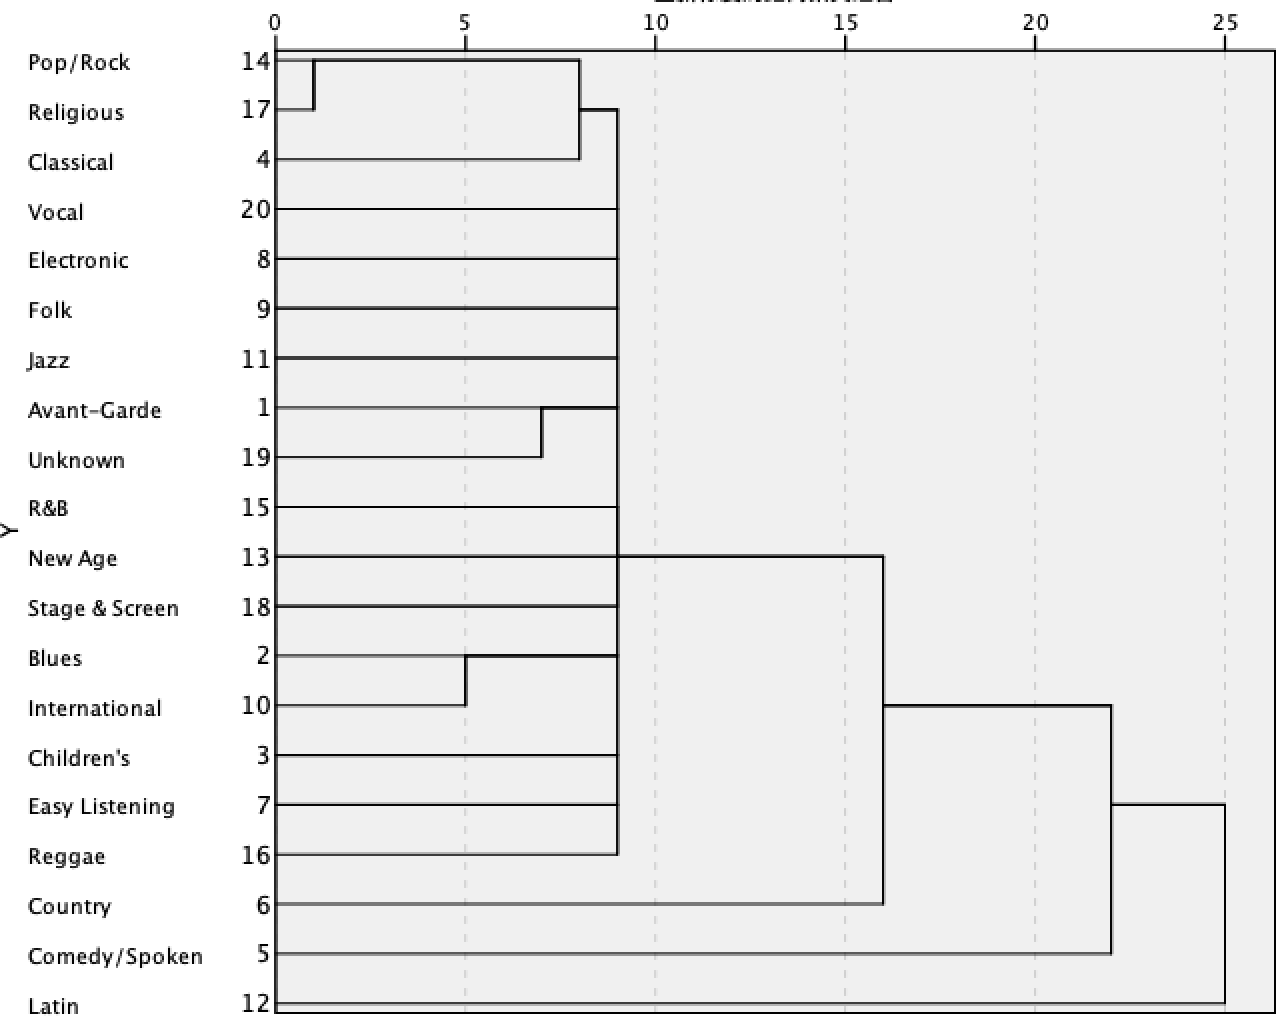 0 5 10 15 20 25
Pop/Rock 14
Religious 17
Classical 4
Vocal 20
Electronic 8
Folk 9
Jazz 11
Avant-Garde 1
Unknown 19
R&B 15
Y
New Age 13
Stage & Screen 18
Blues 2
International 10
Children's 3
Easy Listening 7
Reggae 16
Country 6
Comedy/Spoken 5
Latin 12